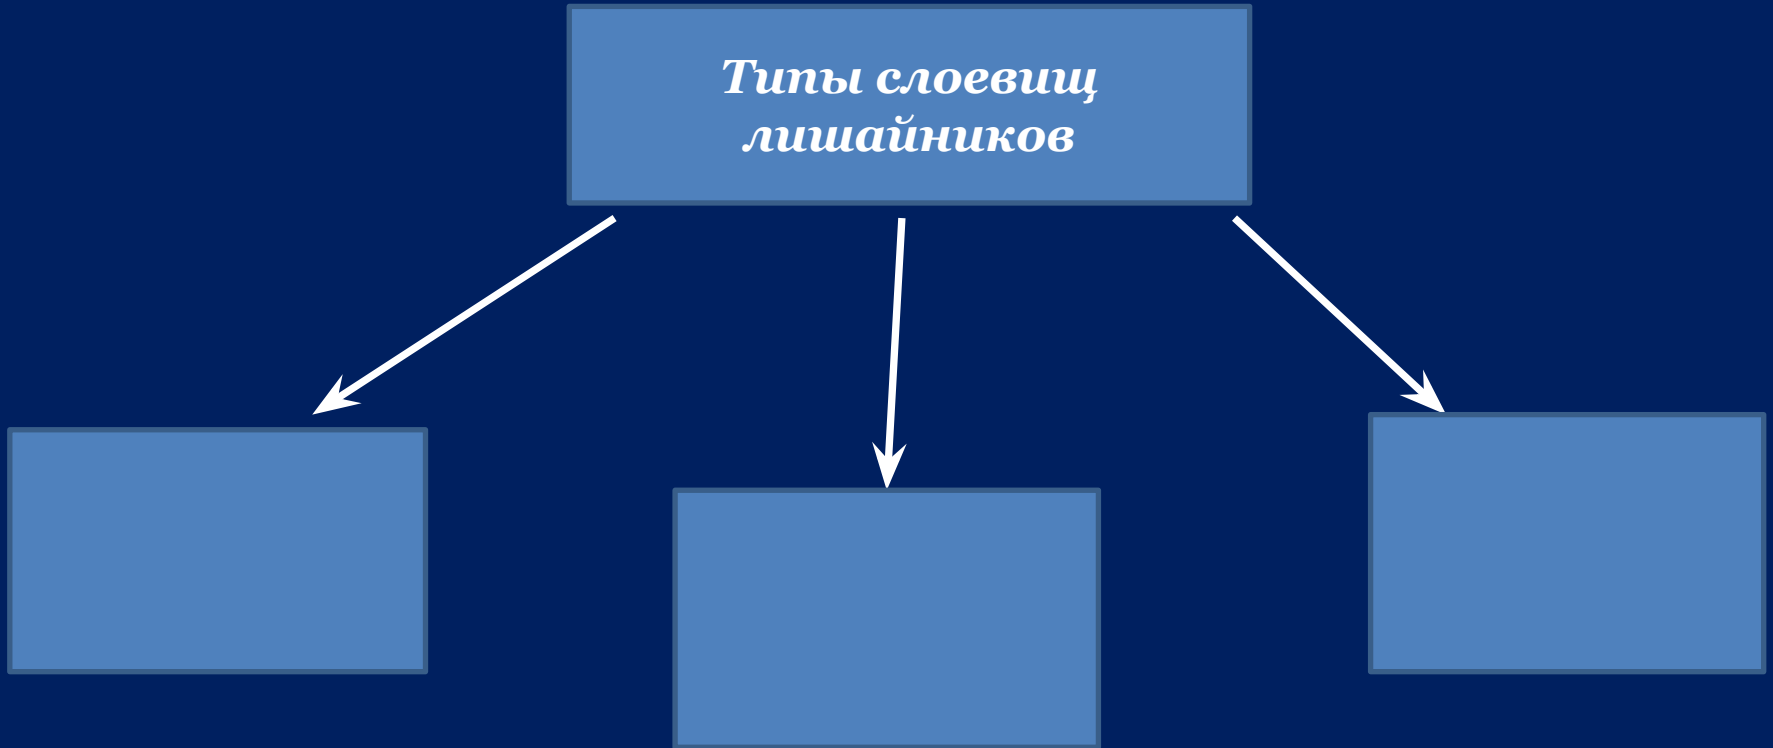 Типы слоевищ
лишайников